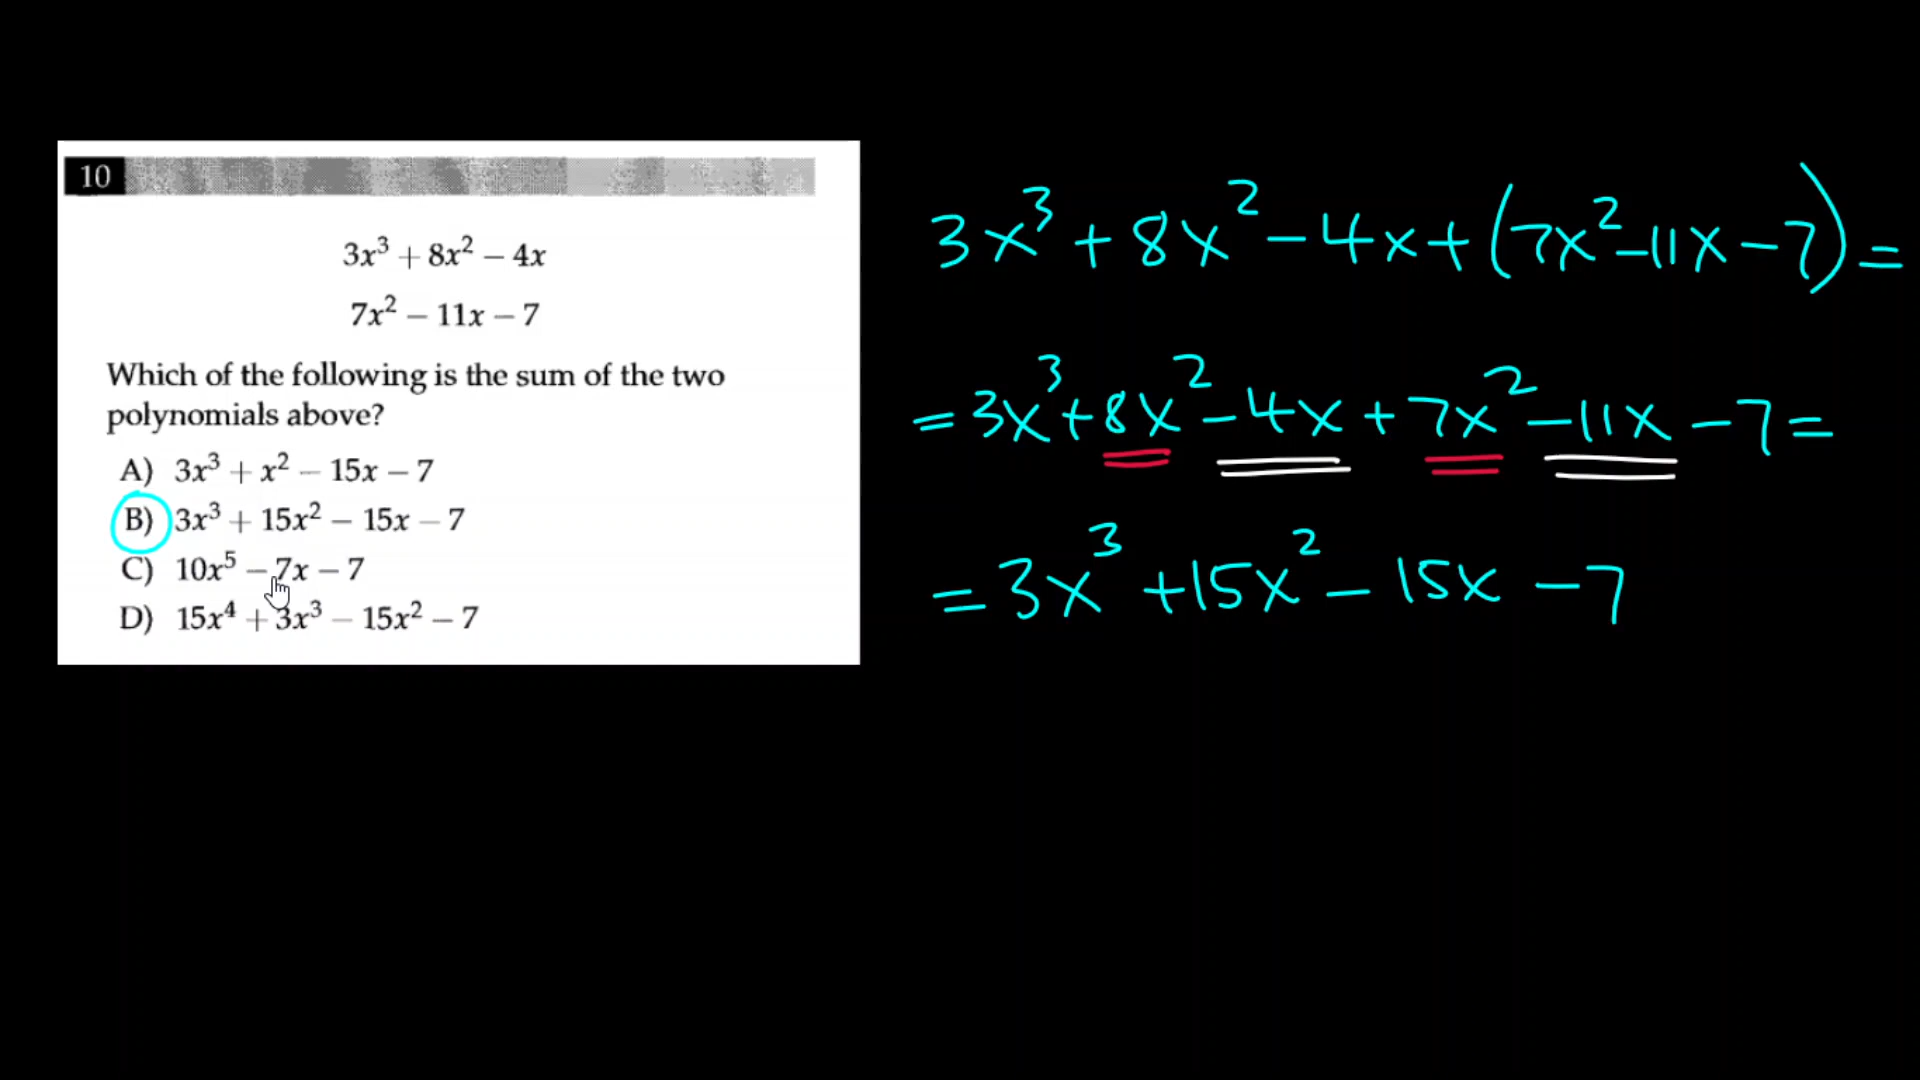 10
3x³ + 8x² − 4x
7x² − 11x − 7
Which of the following is the sum of the two
polynomials above?
A) 3x³ + x² − 15x − 7
B) 3x³ + 15x² − 15x − 7
C) 10x⁵ − 7x − 7
D) 15x⁴ + 3x³ − 15x² − 7
3x³ + 8x² − 4x + (7x² − 11x − 7) =
= 3x³ + 8x² − 4x + 7x² − 11x − 7 =
= 3x³ + 15x² − 15x − 7